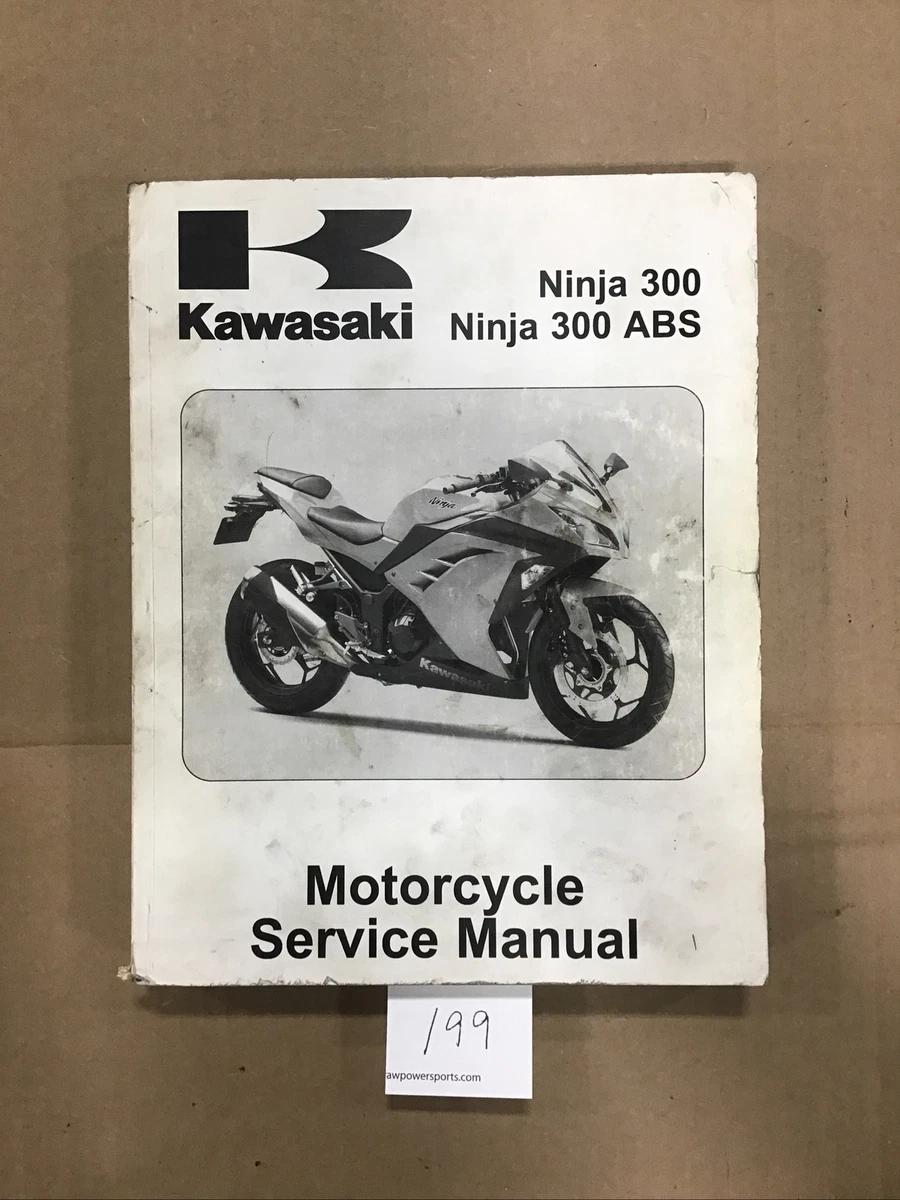 Kawasaki
Ninja 300
Ninja 300 ABS
Ninja
Kawasaki
Motorcycle
Service Manual
199
awpowersports.com